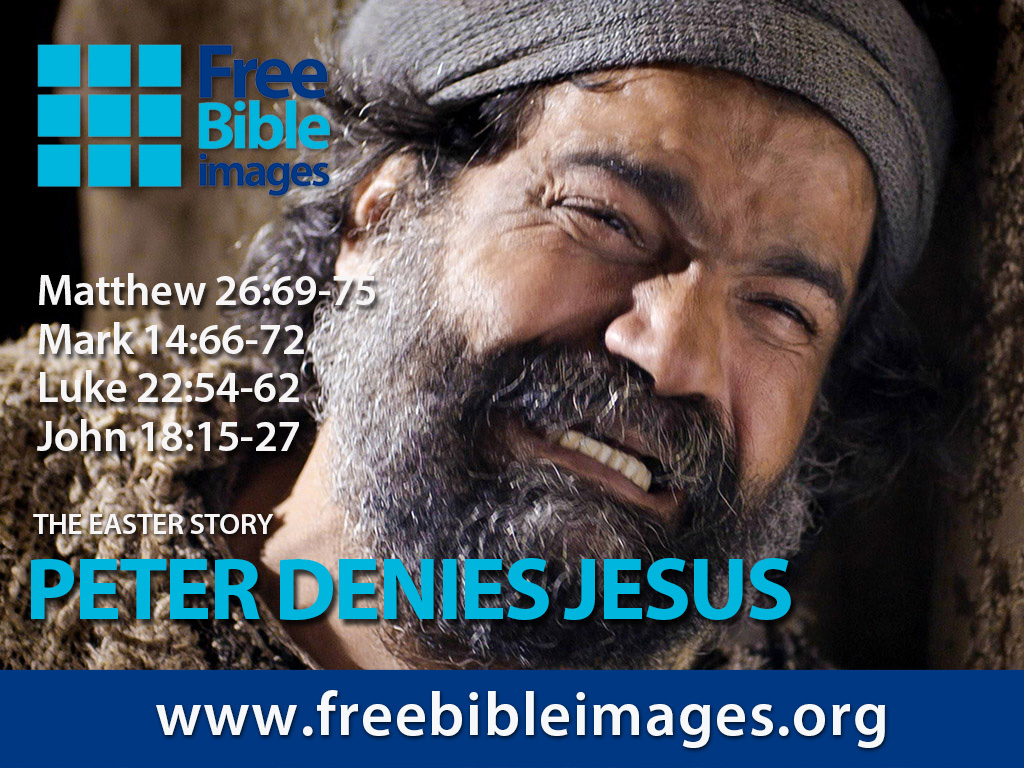 Free
Bible
images
Matthew 26:69-75
Mark 14:66-72
Luke 22:54-62
John 18:15-27
THE EASTER STORY
PETER DENIES JESUS
www.freebibleimages.org